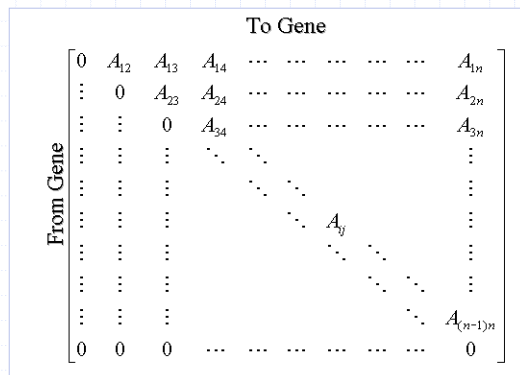 To Gene
From Gene
0 A₁₂ A₁₃ A₁₄ ⋯ ⋯ ⋯ ⋯ ⋯ A₁ₙ
⋮ 0 A₂₃ A₂₄ ⋯ ⋯ ⋯ ⋯ ⋯ A₂ₙ
⋮ ⋮ 0 A₃₄ ⋯ ⋯ ⋯ ⋯ ⋯ A₃ₙ
⋮ ⋮ ⋮ ⋱ ⋱ ⋮
⋮ ⋮ ⋮ ⋱ ⋱ ⋮
⋮ ⋮ ⋮ ⋱ Aᵢⱼ ⋮
⋮ ⋮ ⋮ ⋱ ⋱ ⋮
⋮ ⋮ ⋮ ⋱ ⋱ ⋮
⋮ ⋮ ⋮ ⋱ A₍ₙ₋₁₎ₙ
0 0 0 ⋯ ⋯ ⋯ ⋯ ⋯ ⋯ 0